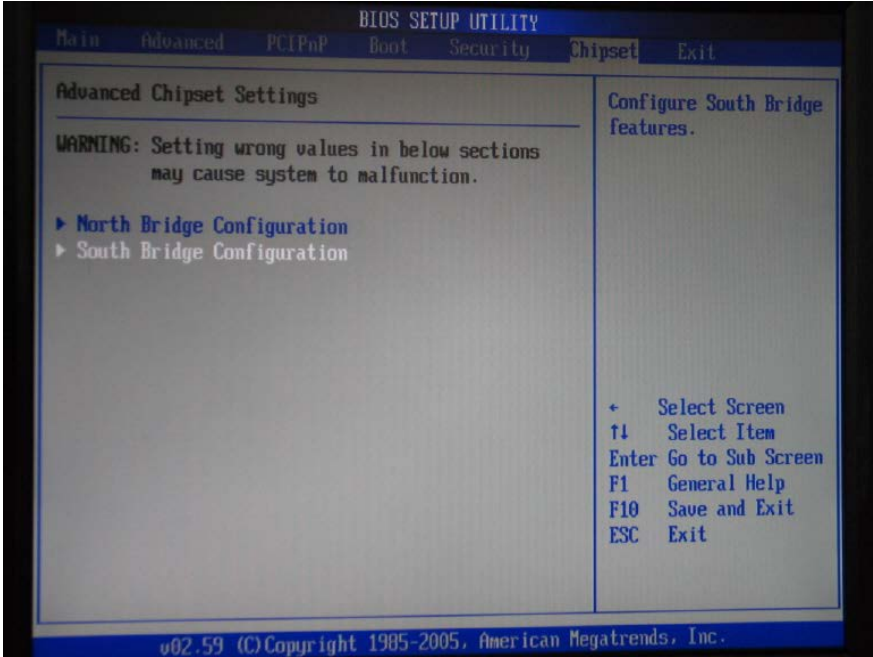 BIOS SETUP UTILITY
Main Advanced PCIPnP Boot Security Chipset Exit
Advanced Chipset Settings
WARNING: Setting wrong values in below sections
may cause system to malfunction.
▶ North Bridge Configuration
▶ South Bridge Configuration
Configure South Bridge
features.
← Select Screen
↑↓ Select Item
Enter Go to Sub Screen
F1 General Help
F10 Save and Exit
ESC Exit
v02.59 (C)Copyright 1985-2005, American Megatrends, Inc.